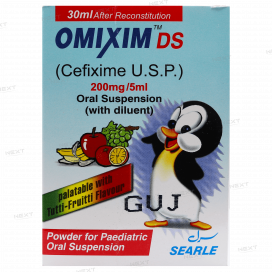 30ml After Reconstitution
OMIXIM™ DS
(Cefixime U.S.P.)
200mg/5ml
Oral Suspension
(with diluent)
palatable with
Tutti-Fruitti Flavour
GUJ
Powder for Paediatric
Oral Suspension
سرل
SEARLE